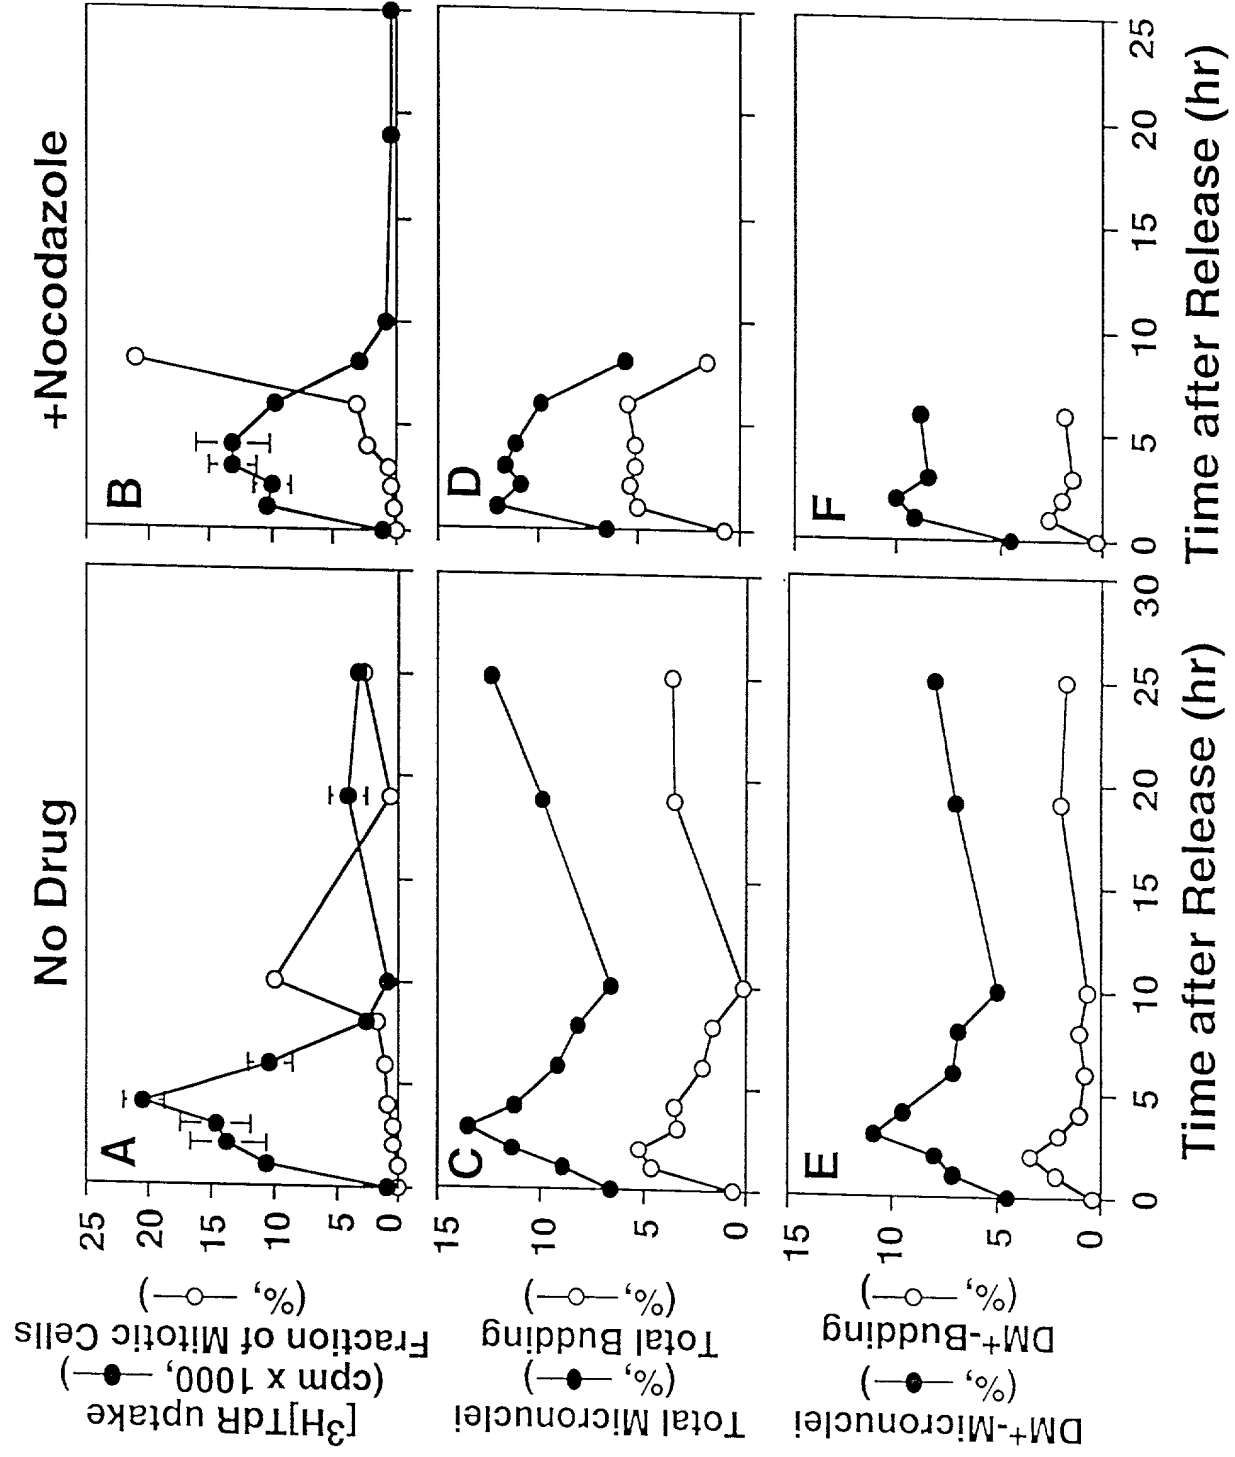 No Drug
+Nocodazole
[³H]TdR uptake
(cpm x 1000, —●—)
Fraction of Mitotic Cells
(%, —○—)
25
20
15
10
5
0
A
B
Total Micronuclei
(%, —●—)
Total Budding
(%, —○—)
15
10
5
0
C
D
DM⁺-Micronuclei
(%, —●—)
DM⁺-Budding
(%, —○—)
15
10
5
0
E
F
0 5 10 15 20 25 30
0 5 10 15 20 25
Time after Release (hr)
Time after Release (hr)